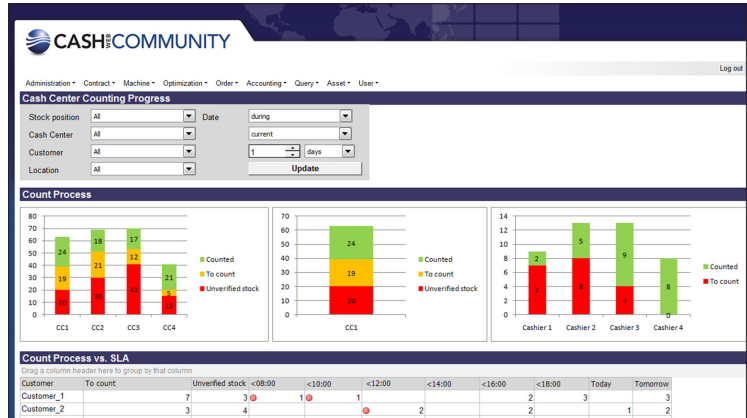 CASH WEB COMMUNITY
Log out
Administration Contract Machine Optimization Order Accounting Query Asset User
Cash Center Counting Progress
Stock position All Date during
Cash Center All current
Customer All 1 days
Location All Update
Count Process
80
70
60
50
40
30
20
10
0
24
19
20
18
21
30
17
12
41
21
5
15
CC1 CC2 CC3 CC4
Counted
To count
Unverified stock
70
60
50
40
30
20
10
0
24
19
20
CC1
Counted
To count
Unverified stock
14
12
10
8
6
4
2
0
2
7
5
8
9
4
8
0
Cashier 1 Cashier 2 Cashier 3 Cashier 4
Counted
To count
Count Process vs. SLA
Drag a column header here to group by that column
Customer To count Unverified stock <08:00 <10:00 <12:00 <14:00 <16:00 <18:00 Today Tomorrow
Customer_1 7 3 1 1 2 3 3
Customer_2 3 4 2 2 1 2